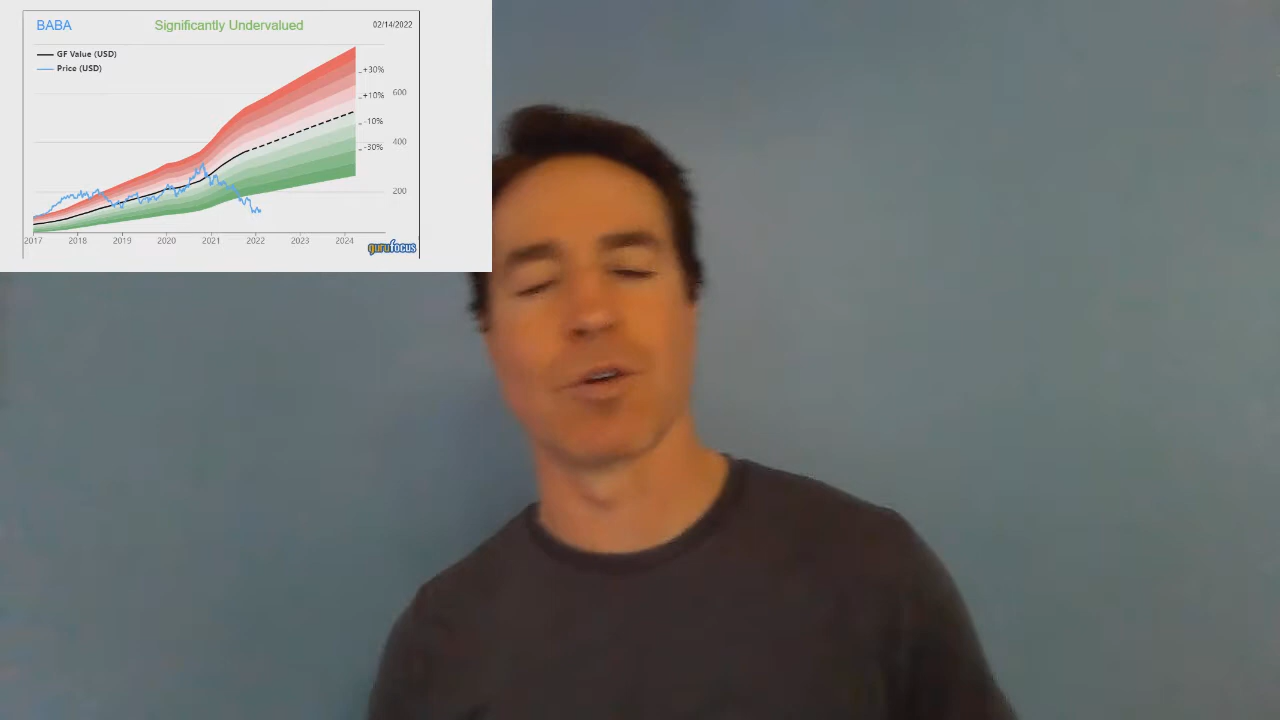 BABA Significantly Undervalued 02/14/2022
GF Value (USD)
Price (USD)
+30%
600
+10%
-10%
400
-30%
200
2017 2018 2019 2020 2021 2022 2023 2024
gurufocus